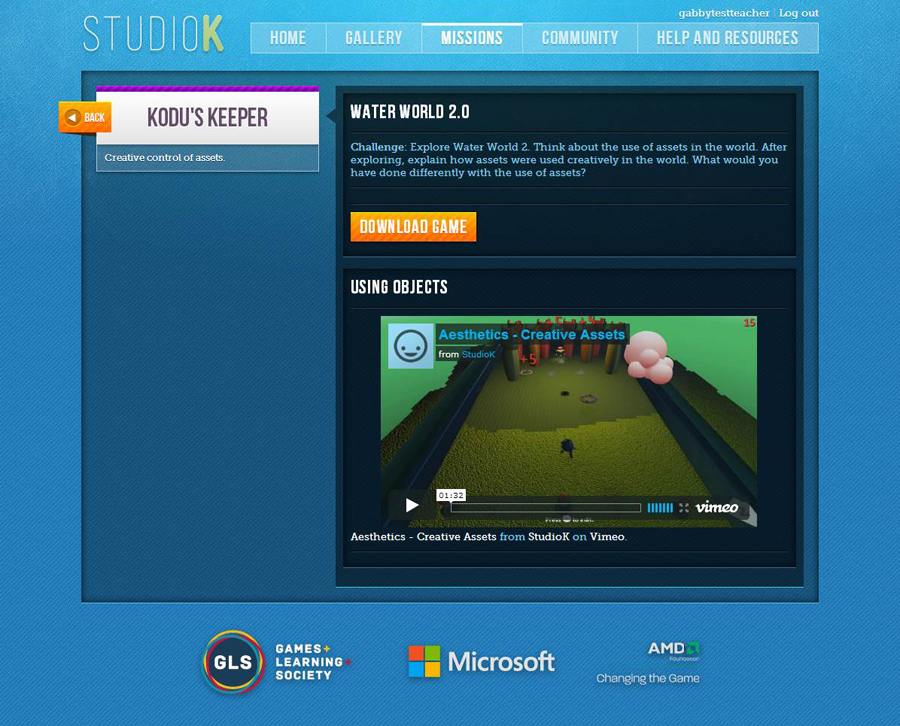 gabbytestteacher | Log out
STUDIOK
HOME
GALLERY
MISSIONS
COMMUNITY
HELP AND RESOURCES
BACK
KODU'S KEEPER
Creative control of assets.
WATER WORLD 2.0
Challenge: Explore Water World 2. Think about the use of assets in the world. After
exploring, explain how assets were used creatively in the world. What would you
have done differently with the use of assets?
DOWNLOAD GAME
USING OBJECTS
15
Aesthetics - Creative Assets
from StudioK
+5
01:32
vimeo
Aesthetics - Creative Assets from StudioK on Vimeo.
GLS
GAMES+
LEARNING+
SOCIETY
Microsoft
AMD
Foundation
Changing the Game